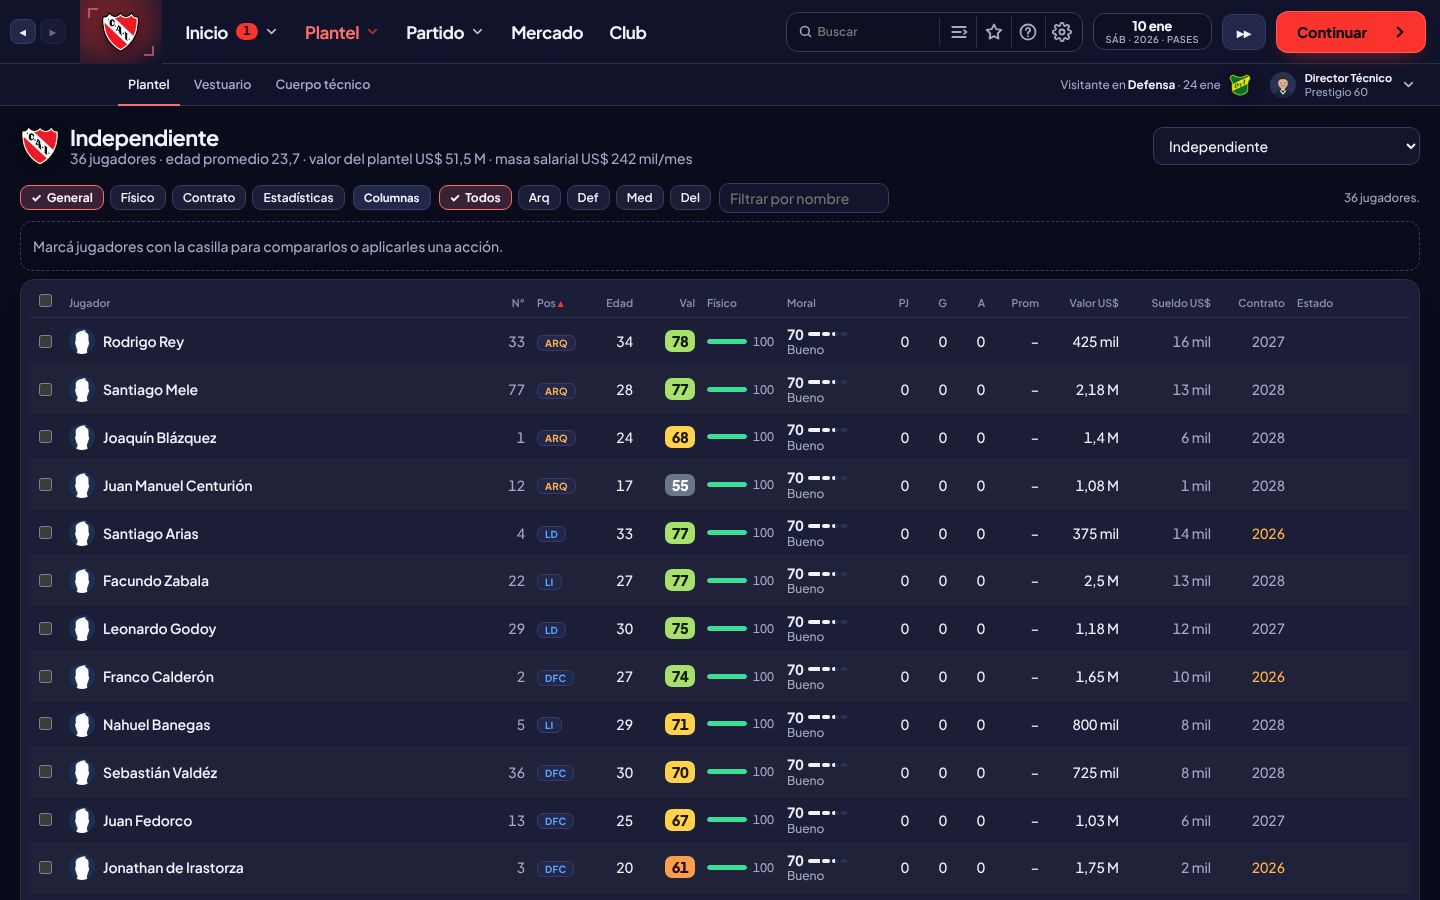 Inicio 1 Plantel Partido Mercado Club Buscar 10 ene Continuar
SÁB · 2026 · PASES
Plantel Vestuario Cuerpo técnico Visitante en Defensa · 24 ene Director Técnico
Prestigio 60
Independiente
36 jugadores · edad promedio 23,7 · valor del plantel US$ 51,5 M · masa salarial US$ 242 mil/mes
Independiente
General Físico Contrato Estadísticas Columnas Todos Arq Def Med Del Filtrar por nombre 36 jugadores.
Marcá jugadores con la casilla para compararlos o aplicarles una acción.
Jugador N° Pos▲ Edad Val Físico Moral PJ G A Prom Valor US$ Sueldo US$ Contrato Estado
Rodrigo Rey 33 ARQ 34 78 100 70 Bueno 0 0 0 – 425 mil 16 mil 2027
Santiago Mele 77 ARQ 28 77 100 70 Bueno 0 0 0 – 2,18 M 13 mil 2028
Joaquín Blázquez 1 ARQ 24 68 100 70 Bueno 0 0 0 – 1,4 M 6 mil 2028
Juan Manuel Centurión 12 ARQ 17 55 100 70 Bueno 0 0 0 – 1,08 M 1 mil 2028
Santiago Arias 4 LD 33 77 100 70 Bueno 0 0 0 – 375 mil 14 mil 2026
Facundo Zabala 22 LI 27 77 100 70 Bueno 0 0 0 – 2,5 M 13 mil 2028
Leonardo Godoy 29 LD 30 75 100 70 Bueno 0 0 0 – 1,18 M 12 mil 2027
Franco Calderón 2 DFC 27 74 100 70 Bueno 0 0 0 – 1,65 M 10 mil 2026
Nahuel Banegas 5 LI 29 71 100 70 Bueno 0 0 0 – 800 mil 8 mil 2028
Sebastián Valdéz 36 DFC 30 70 100 70 Bueno 0 0 0 – 725 mil 8 mil 2028
Juan Fedorco 13 DFC 25 67 100 70 Bueno 0 0 0 – 1,03 M 6 mil 2027
Jonathan de Irastorza 3 DFC 20 61 100 70 Bueno 0 0 0 – 1,75 M 2 mil 2026